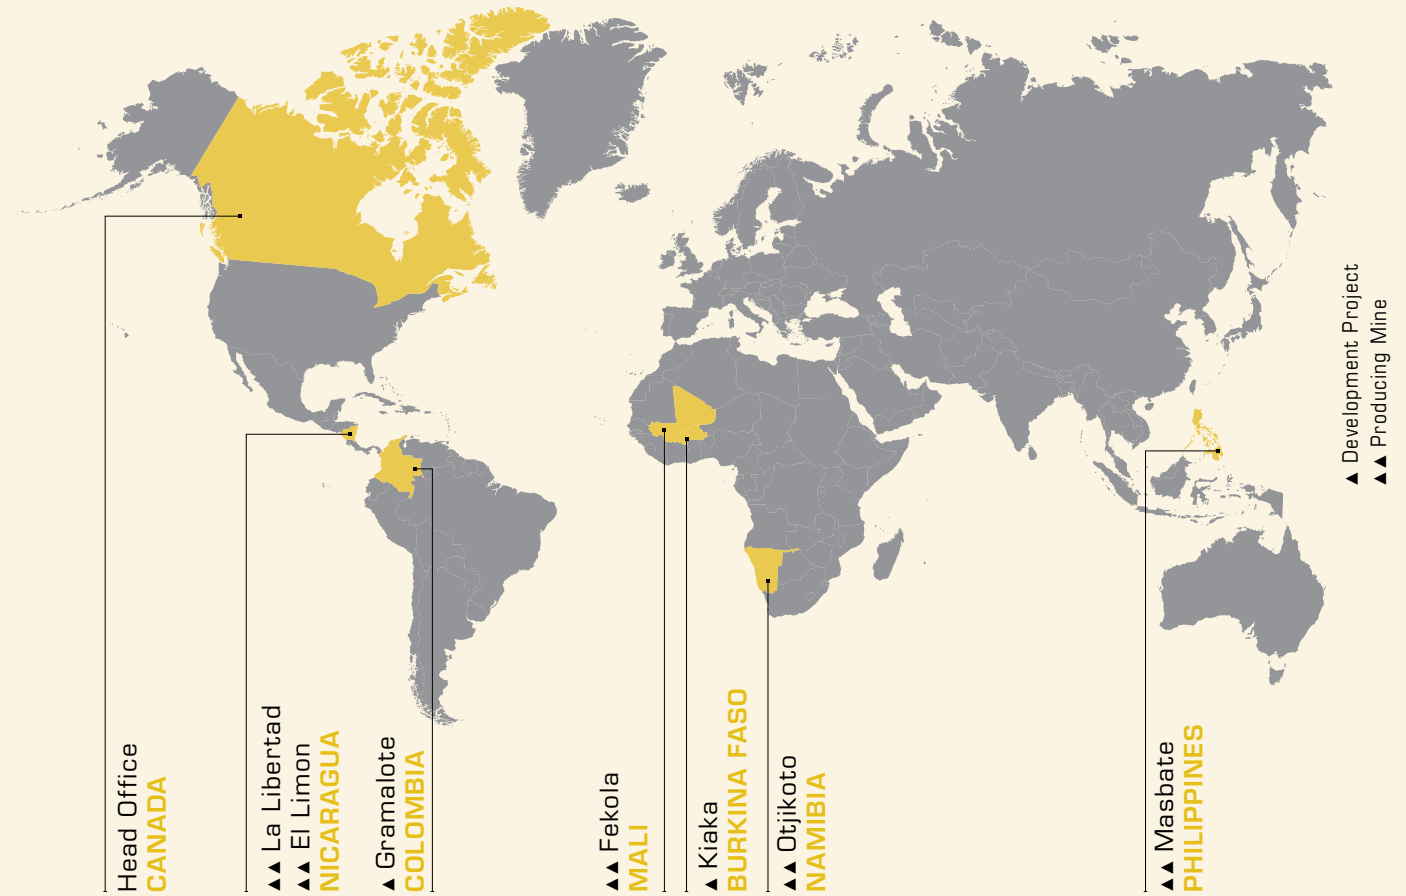 Head Office
CANADA
▲▲ La Libertad
▲▲ El Limon
NICARAGUA
▲ Gramalote
COLOMBIA
▲▲ Fekola
MALI
▲ Kiaka
BURKINA FASO
▲▲ Otjikoto
NAMIBIA
▲▲ Masbate
PHILIPPINES
▲ Development Project
▲▲ Producing Mine